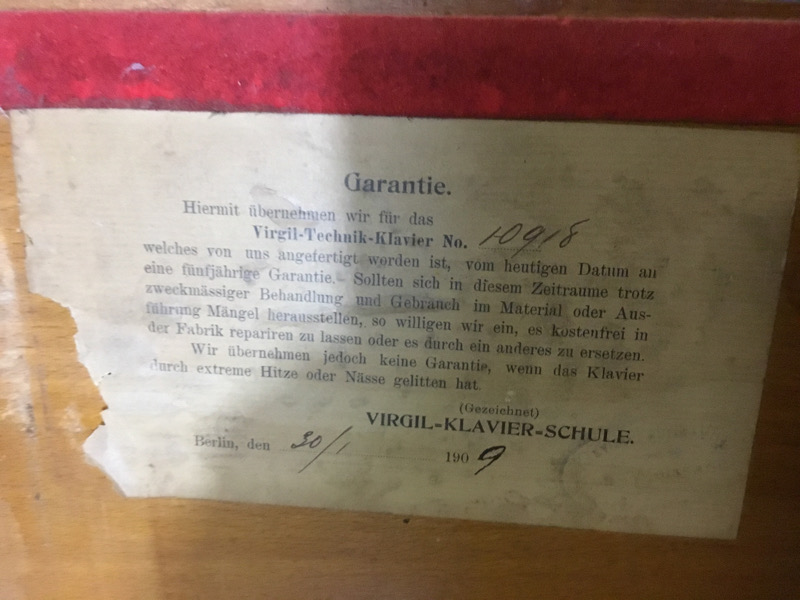 Garantie.
Hiermit übernehmen wir für das
Virgil-Technik-Klavier No. 10918
welches von uns angefertigt worden ist, vom heutigen Datum an
eine fünfjährige Garantie. Sollten sich in diesem Zeitraume trotz
zweckmässiger Behandlung und Gebrauch im Material oder Aus-
führung Mängel herausstellen, so willigen wir ein, es kostenfrei in
der Fabrik repariren zu lassen oder es durch ein anderes zu ersetzen.
Wir übernehmen jedoch keine Garantie, wenn das Klavier
durch extreme Hitze oder Nässe gelitten hat
(Gezeichnet)
VIRGIL-KLAVIER-SCHULE.
Berlin, den 30/1 1909